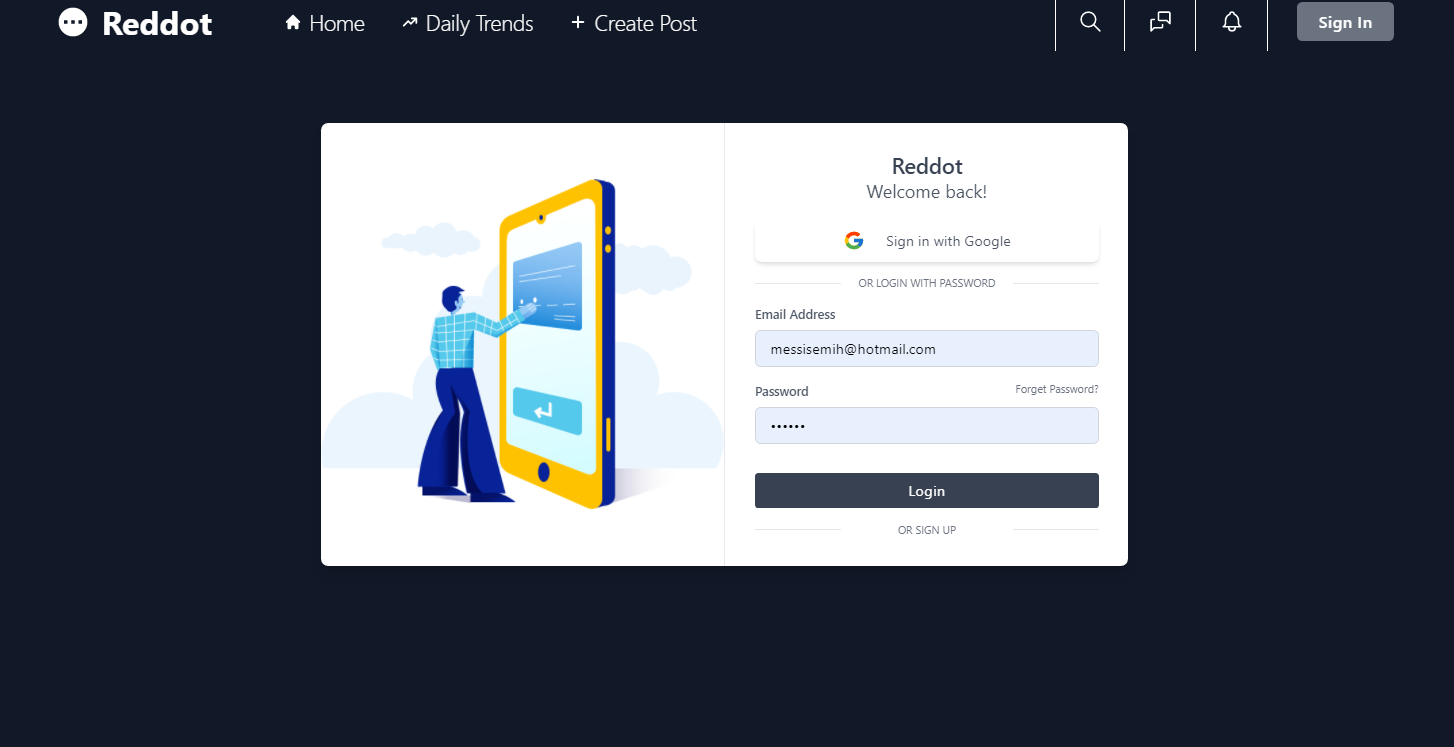 Reddot
Home
Daily Trends
Create Post
Sign In
Reddot
Welcome back!
Sign in with Google
OR LOGIN WITH PASSWORD
Email Address
messisemih@hotmail.com
Password
Forget Password?
••••••
Login
OR SIGN UP